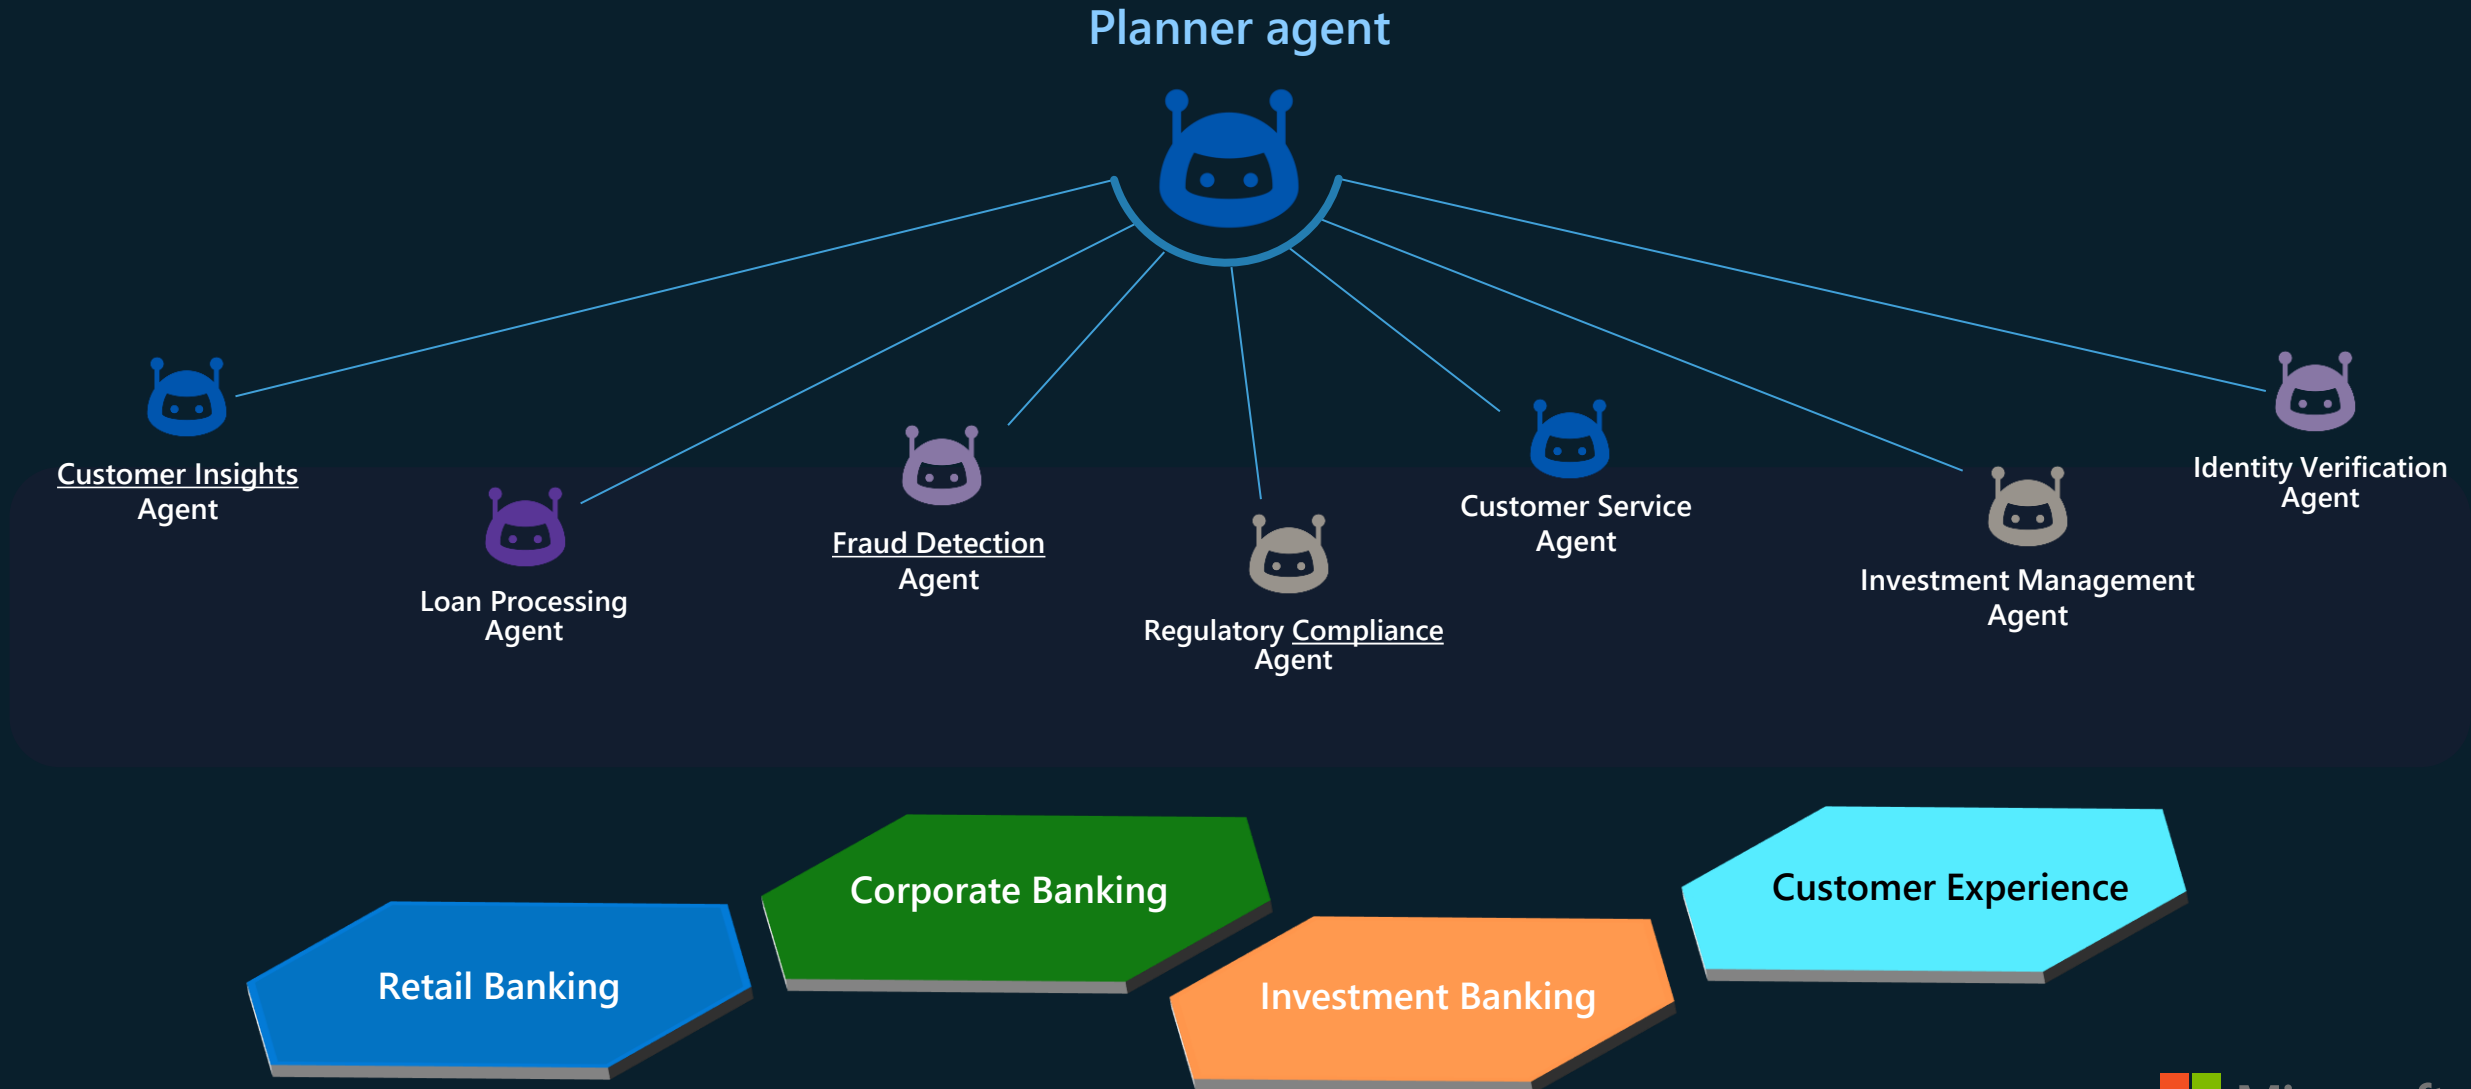 Planner agent
Customer Insights
Agent
Loan Processing
Agent
Fraud Detection
Agent
Regulatory Compliance
Agent
Customer Service
Agent
Investment Management
Agent
Identity Verification
Agent
Retail Banking
Corporate Banking
Investment Banking
Customer Experience